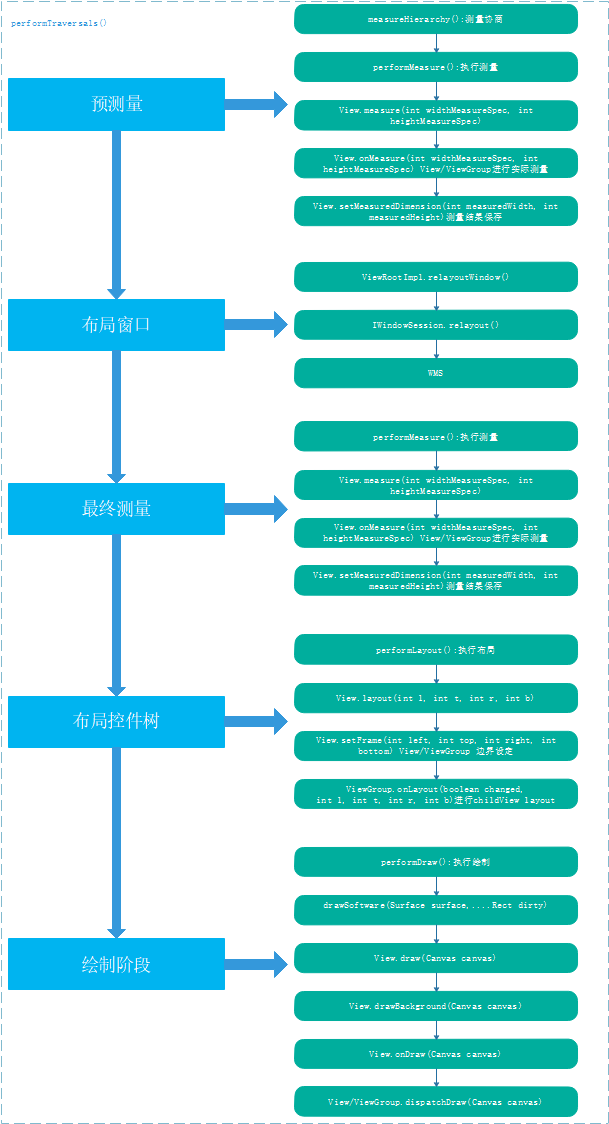 performTraversals()
预测量
measureHierarchy():测量协商
performMeasure():执行测量
View.measure(int widthMeasureSpec, int
heightMeasureSpec)
View.onMeasure(int widthMeasureSpec, int
heightMeasureSpec) View/ViewGroup进行实际测量
View.setMeasuredDimension(int measuredWidth, int
measuredHeight)测量结果保存
布局窗口
ViewRootImpl.relayoutWindow()
IWindowSession.relayout()
WMS
最终测量
performMeasure():执行测量
View.measure(int widthMeasureSpec, int
heightMeasureSpec)
View.onMeasure(int widthMeasureSpec, int
heightMeasureSpec) View/ViewGroup进行实际测量
View.setMeasuredDimension(int measuredWidth, int
measuredHeight)测量结果保存
布局控件树
performLayout():执行布局
View.layout(int l, int t, int r, int b)
View.setFrame(int left, int top, int right, int
bottom) View/ViewGroup 边界设定
ViewGroup.onLayout(boolean changed,
int l, int t, int r, int b)进行childView layout
绘制阶段
performDraw():执行绘制
drawSoftware(Surface surface,....Rect dirty)
View.draw(Canvas canvas)
View.drawBackground(Canvas canvas)
View.onDraw(Canvas canvas)
View/ViewGroup.dispatchDraw(Canvas canvas)